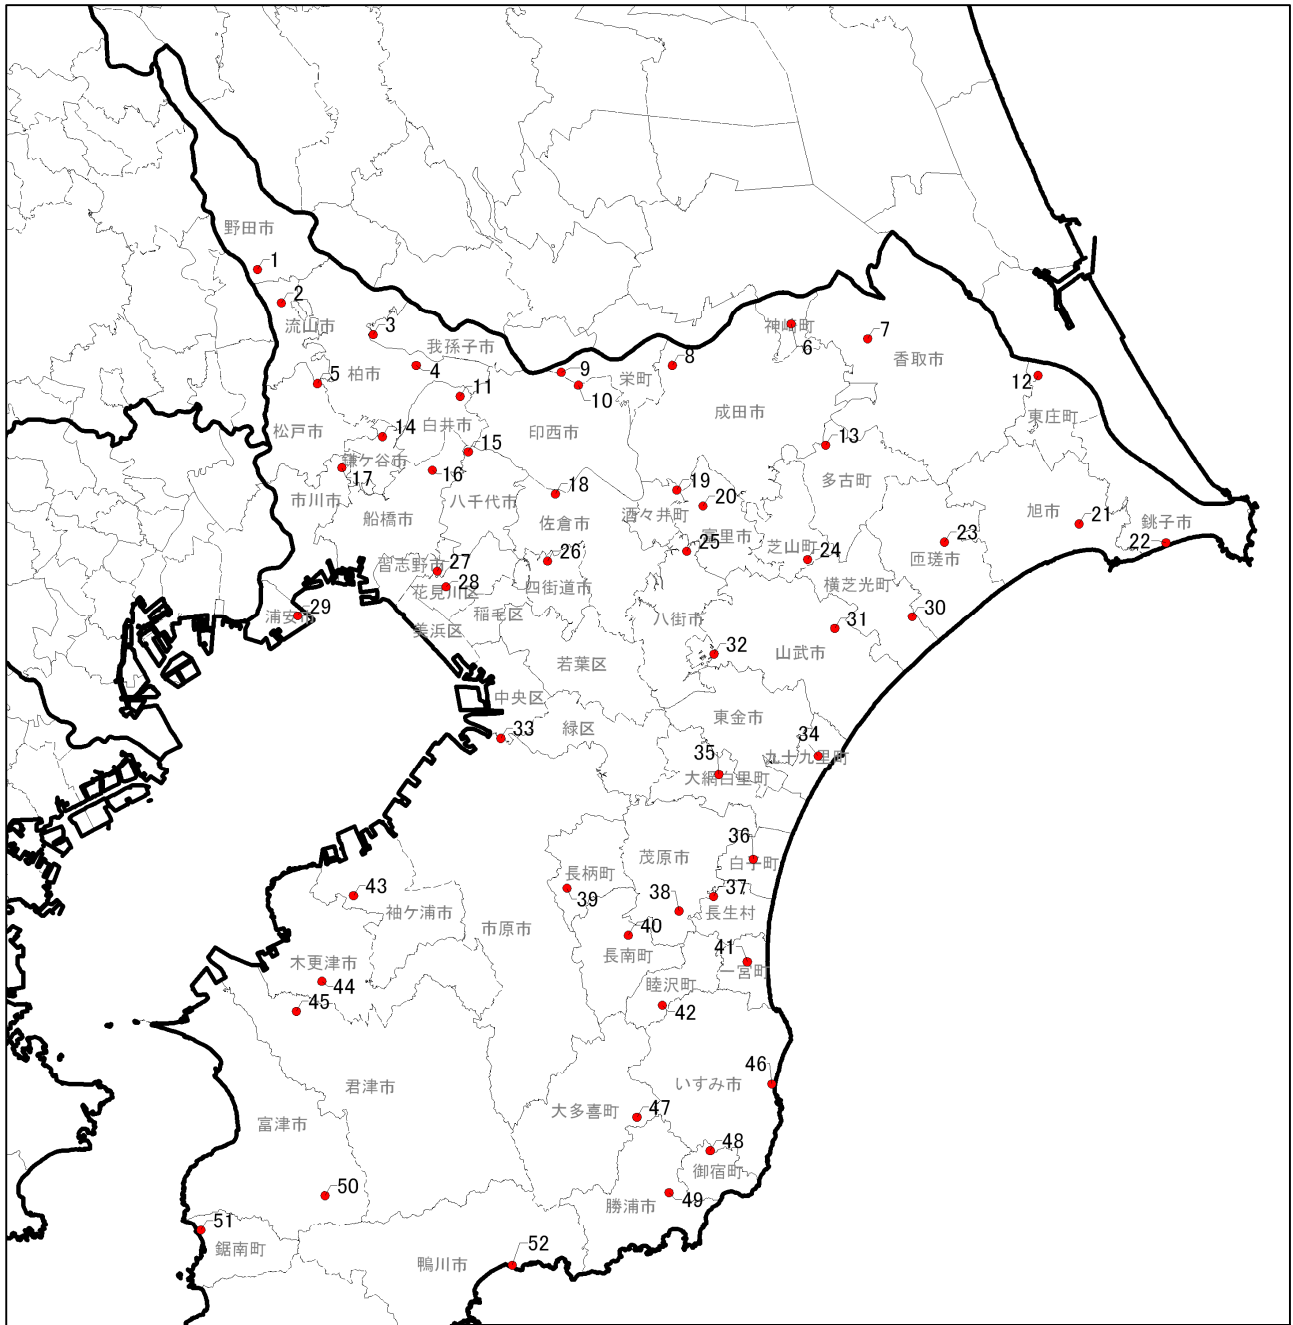 野田市
1
2
流山市
3
我孫子市
神崎町
6
7
香取市
柏市
4
5
8
9
栄町
10
11
12
東庄町
成田市
松戸市
14
白井市
印西市
13
15
鎌ケ谷市
17
16
多古町
市川市
八千代市
18
19
20
船橋市
佐倉市
酒々井町
富里市
旭市
21
銚子市
22
23
匝瑳市
24
芝山町
25
26
習志野市
27
四街道市
横芝光町
花見川区
28
29
浦安市
稲毛区
美浜区
八街市
30
31
山武市
32
若葉区
中央区
緑区
33
東金市
34
九十九里町
35
大網白里町
36
白子町
茂原市
長柄町
39
38
37
長生村
43
袖ケ浦市
市原市
40
長南町
41
一宮町
木更津市
44
睦沢町
42
45
46
いすみ市
君津市
大多喜町
47
富津市
48
御宿町
49
勝浦市
50
51
鋸南町
52
鴨川市